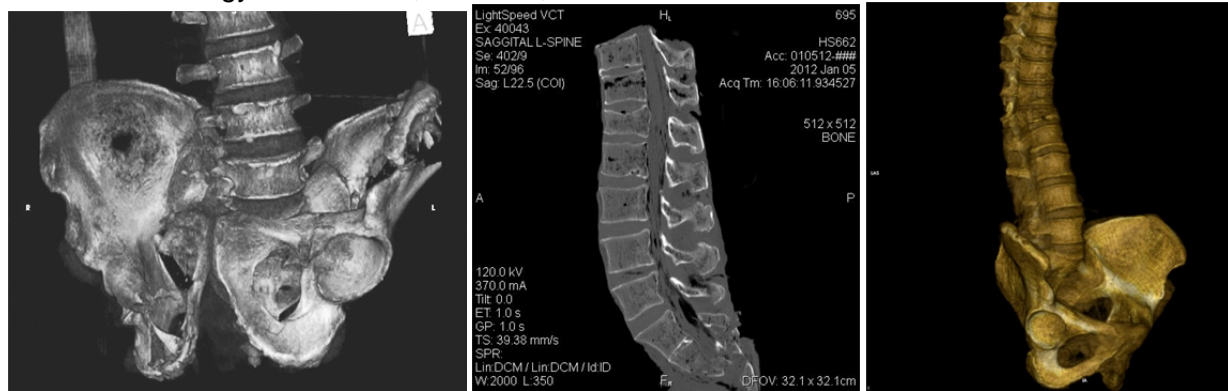 A
R
L
LightSpeed VCT
Ex: 40043
SAGGITAL L-SPINE
Se: 402/9
Im: 52/96
Sag: L22.5 (COI)
695
HS662
Acc: 010512-###
2012 Jan 05
Acq Tm: 16:06:11.934527
512 x 512
BONE
A
P
120.0 kV
370.0 mA
Tilt: 0.0
ET: 1.0 s
GP: 1.0 s
TS: 39.38 mm/s
SPR:
Lin:DCM / Lin:DCM / Id:ID
W:2000 L:350
DFOV: 32.1 x 32.1cm